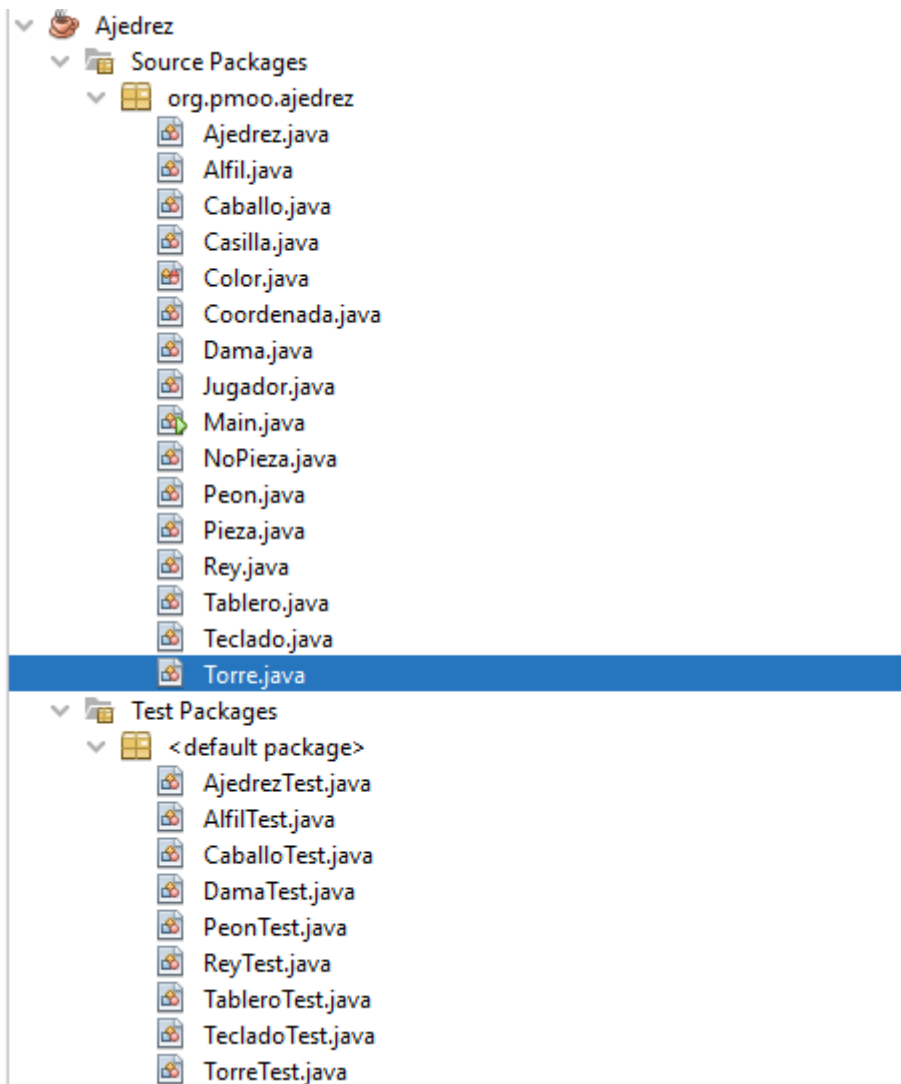 Ajedrez
Source Packages
org.pmoo.ajedrez
Ajedrez.java
Alfil.java
Caballo.java
Casilla.java
Color.java
Coordenada.java
Dama.java
Jugador.java
Main.java
NoPieza.java
Peon.java
Pieza.java
Rey.java
Tablero.java
Teclado.java
Torre.java
Test Packages
<default package>
AjedrezTest.java
AlfilTest.java
CaballoTest.java
DamaTest.java
PeonTest.java
ReyTest.java
TableroTest.java
TecladoTest.java
TorreTest.java